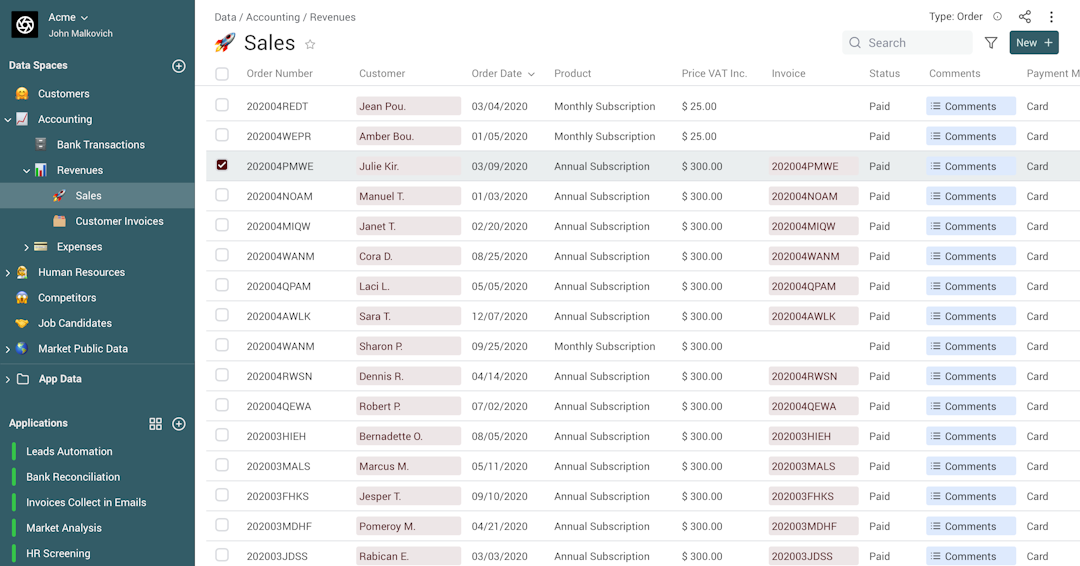 Acme
John Malkovich
Data Spaces
Customers
Accounting
Bank Transactions
Revenues
Sales
Customer Invoices
Expenses
Human Resources
Competitors
Job Candidates
Market Public Data
App Data
Applications
Leads Automation
Bank Reconciliation
Invoices Collect in Emails
Market Analysis
HR Screening
Data / Accounting / Revenues
Type: Order
Sales
Search
New +
Order Number Customer Order Date Product Price VAT Inc. Invoice Status Comments Payment M
202004REDT Jean Pou. 03/04/2020 Monthly Subscription $ 25.00 Paid Comments Card
202004WEPR Amber Bou. 01/05/2020 Monthly Subscription $ 25.00 Paid Comments Card
202004PMWE Julie Kir. 03/09/2020 Annual Subscription $ 300.00 202004PMWE Paid Comments Card
202004NOAM Manuel T. 01/03/2020 Annual Subscription $ 300.00 202004NOAM Paid Comments Card
202004MIQW Janet T. 02/20/2020 Annual Subscription $ 300.00 202004MIQW Paid Comments Card
202004WANM Cora D. 08/25/2020 Annual Subscription $ 300.00 202004WANM Paid Comments Card
202004QPAM Laci L. 05/05/2020 Annual Subscription $ 300.00 202004QPAM Paid Comments Card
202004AWLK Sara T. 12/07/2020 Annual Subscription $ 300.00 202004AWLK Paid Comments Card
202004WANM Sharon P. 09/25/2020 Monthly Subscription $ 300.00 Paid Comments Card
202004RWSN Dennis R. 04/14/2020 Annual Subscription $ 300.00 202004RWSN Paid Comments Card
202004QEWA Robert P. 07/02/2020 Annual Subscription $ 300.00 202004QEWA Paid Comments Card
202003HIEH Bernadette O. 08/05/2020 Annual Subscription $ 300.00 202003HIEH Paid Comments Card
202003MALS Marcus M. 05/11/2020 Annual Subscription $ 300.00 202003MALS Paid Comments Card
202003FHKS Jesper T. 09/10/2020 Annual Subscription $ 300.00 202003FHKS Paid Comments Card
202003MDHF Pomeroy M. 04/21/2020 Annual Subscription $ 300.00 202003MDHF Paid Comments Card
202003JDSS Rabican E. 03/03/2020 Annual Subscription $ 300.00 202003JDSS Paid Comments Card